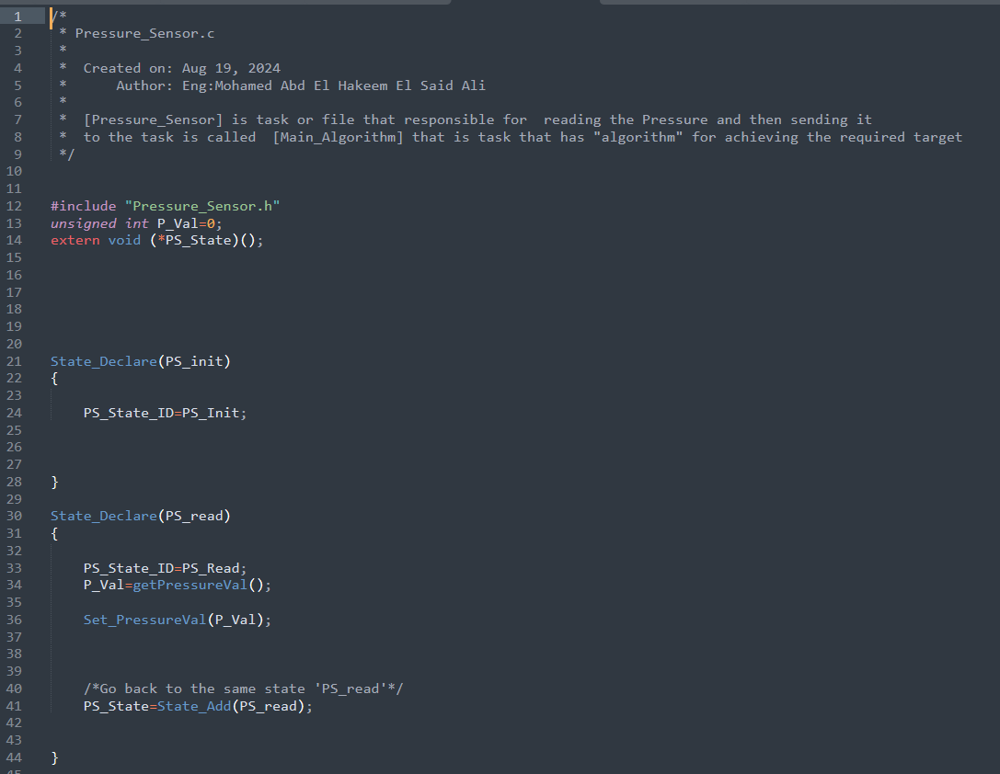 1 /*
2 * Pressure_Sensor.c
3 *
4 * Created on: Aug 19, 2024
5 * Author: Eng:Mohamed Abd El Hakeem El Said Ali
6 *
7 * [Pressure_Sensor] is task or file that responsible for  reading the Pressure and then sending it
8 * to the task is called  [Main_Algorithm] that is task that has "algorithm" for achieving the required target
9 */
10
11
12 #include "Pressure_Sensor.h"
13 unsigned int P_Val=0;
14 extern void (*PS_State)();
15
16
17
18
19
20
21 State_Declare(PS_init)
22 {
23
24 PS_State_ID=PS_Init;
25
26
27
28 }
29
30 State_Declare(PS_read)
31 {
32
33 PS_State_ID=PS_Read;
34 P_Val=getPressureVal();
35
36 Set_PressureVal(P_Val);
37
38
39
40 /*Go back to the same state 'PS_read'*/
41 PS_State=State_Add(PS_read);
42
43
44 }
45